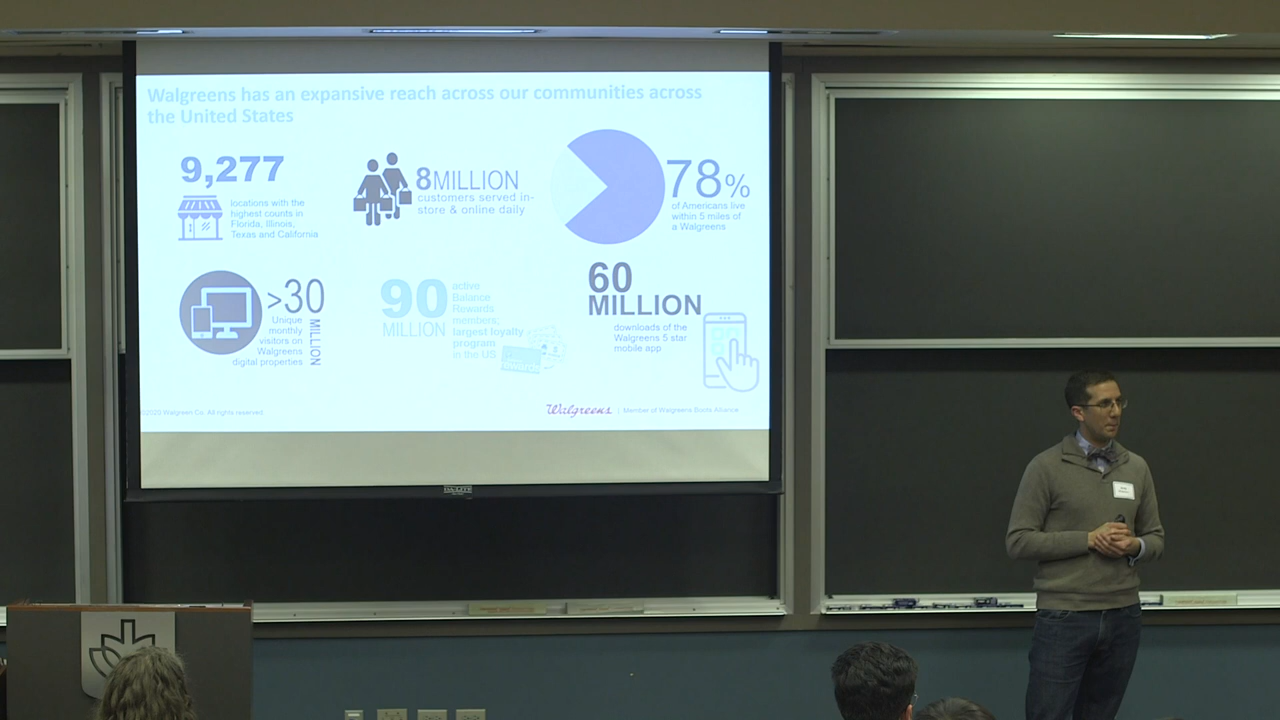 Walgreens has an expansive reach across our communities across
the United States
9,277
locations with the
highest counts in
Florida, Illinois,
Texas and California
8MILLION
customers served in-
store & online daily
78%
of Americans live
within 5 miles of
a Walgreens
>30
MILLION
Unique
monthly
visitors on
Walgreens
digital properties
90
MILLION
active
Balance
Rewards
members;
largest loyalty
program
in the US
60
MILLION
downloads of the
Walgreens 5 star
mobile app
©2020 Walgreen Co. All rights reserved.
Walgreens | Member of Walgreens Boots Alliance
DA-LITE